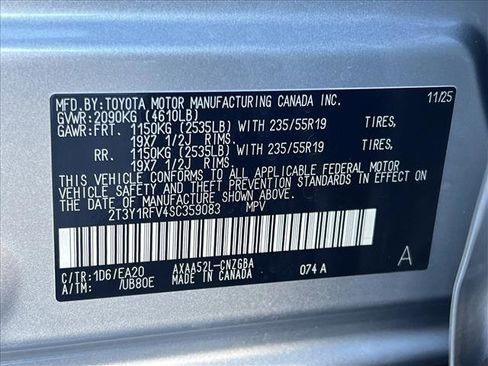 MFD.BY:TOYOTA MOTOR MANUFACTURING CANADA INC. 11/25
GVWR:2090KG (4610LB)
GAWR:FRT. 1150KG (2535LB) WITH 235/55R19 TIRES,
19X7 1/2J RIMS.
RR. 1150KG (2535LB) WITH 235/55R19 TIRES,
19X7 1/2J RIMS.
THIS VEHICLE CONFORMS TO ALL APPLICABLE FEDERAL MOTOR
VEHICLE SAFETY AND THEFT PREVENTION STANDARDS IN EFFECT ON
THE DATE OF MANUFACTURE SHOWN ABOVE.
2T3Y1RFV4SC359083 MPV
C/TR:1D6/EA20 AXAA52L-CNZGBA
A/TM: /UB80E MADE IN CANADA 074 A A